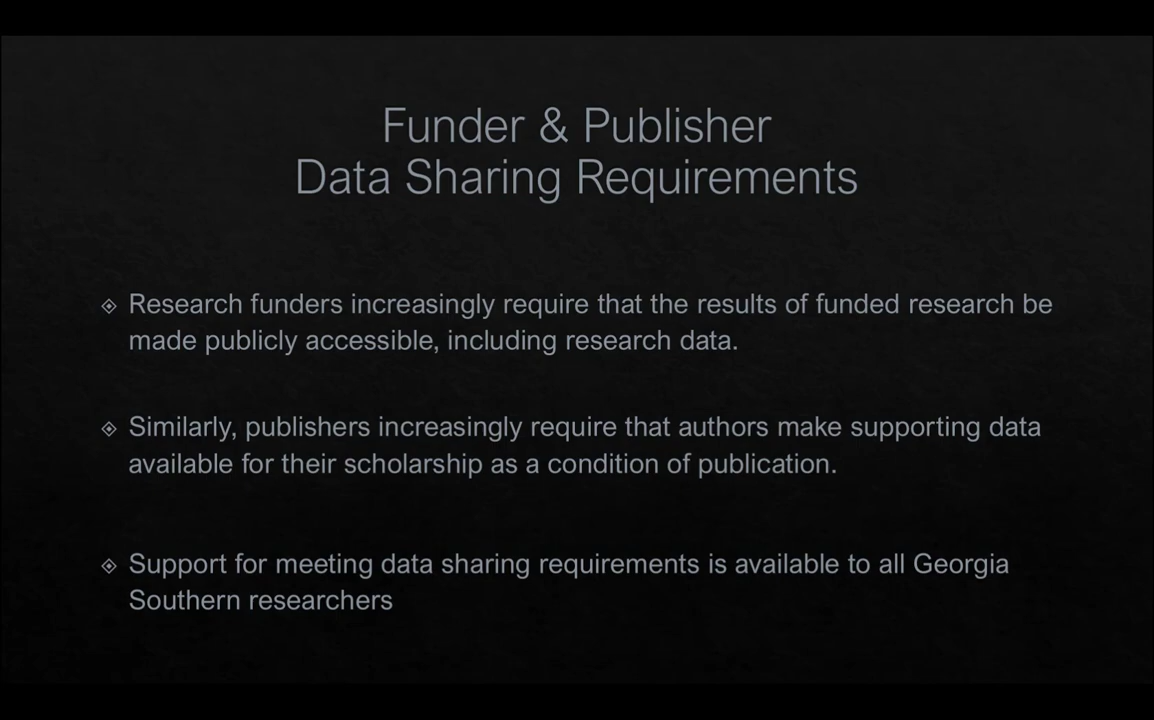 Funder & Publisher
Data Sharing Requirements
Research funders increasingly require that the results of funded research be
made publicly accessible, including research data.
Similarly, publishers increasingly require that authors make supporting data
available for their scholarship as a condition of publication.
Support for meeting data sharing requirements is available to all Georgia
Southern researchers